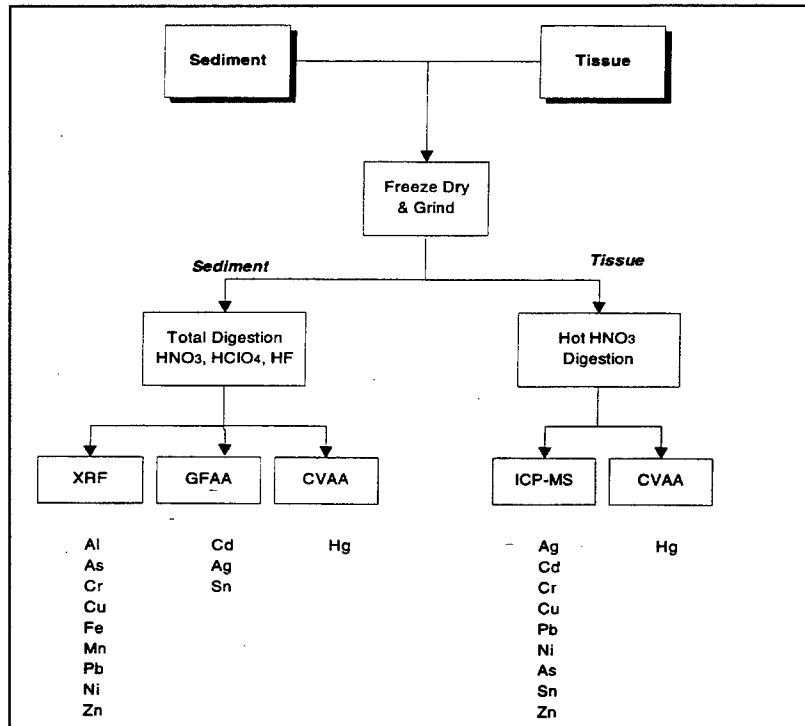 Sediment
Tissue
Freeze Dry
& Grind
Sediment
Tissue
Total Digestion
HNO3, HClO4, HF
Hot HNO3
Digestion
XRF
GFAA
CVAA
ICP-MS
CVAA
Al
As
Cr
Cu
Fe
Mn
Pb
Ni
Zn
Cd
Ag
Sn
Hg
Ag
Cd
Cr
Cu
Pb
Ni
As
Sn
Zn
Hg